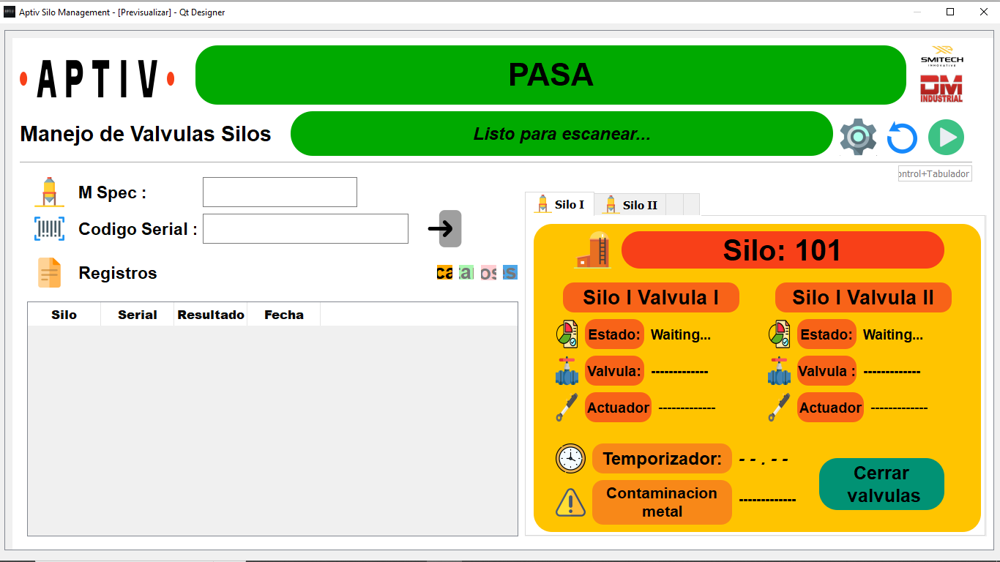 Aptiv Silo Management - [Previsualizar] - Qt Designer
• APTIV •
PASA
SMITECH
INNOVATIVE
DM
INDUSTRIAL
Manejo de Valvulas Silos
Listo para escanear...
ontrol+Tabulador
M Spec :
Codigo Serial :
Registros
ca
os
es
Silo Serial Resultado Fecha
Silo I Silo II
Silo: 101
Silo I Valvula I
Estado: Waiting...
Valvula: -------------
Actuador -------------
Silo I Valvula II
Estado: Waiting...
Valvula : -------------
Actuador -------------
Temporizador: - - . - -
Contaminacion
metal -------------
Cerrar
valvulas